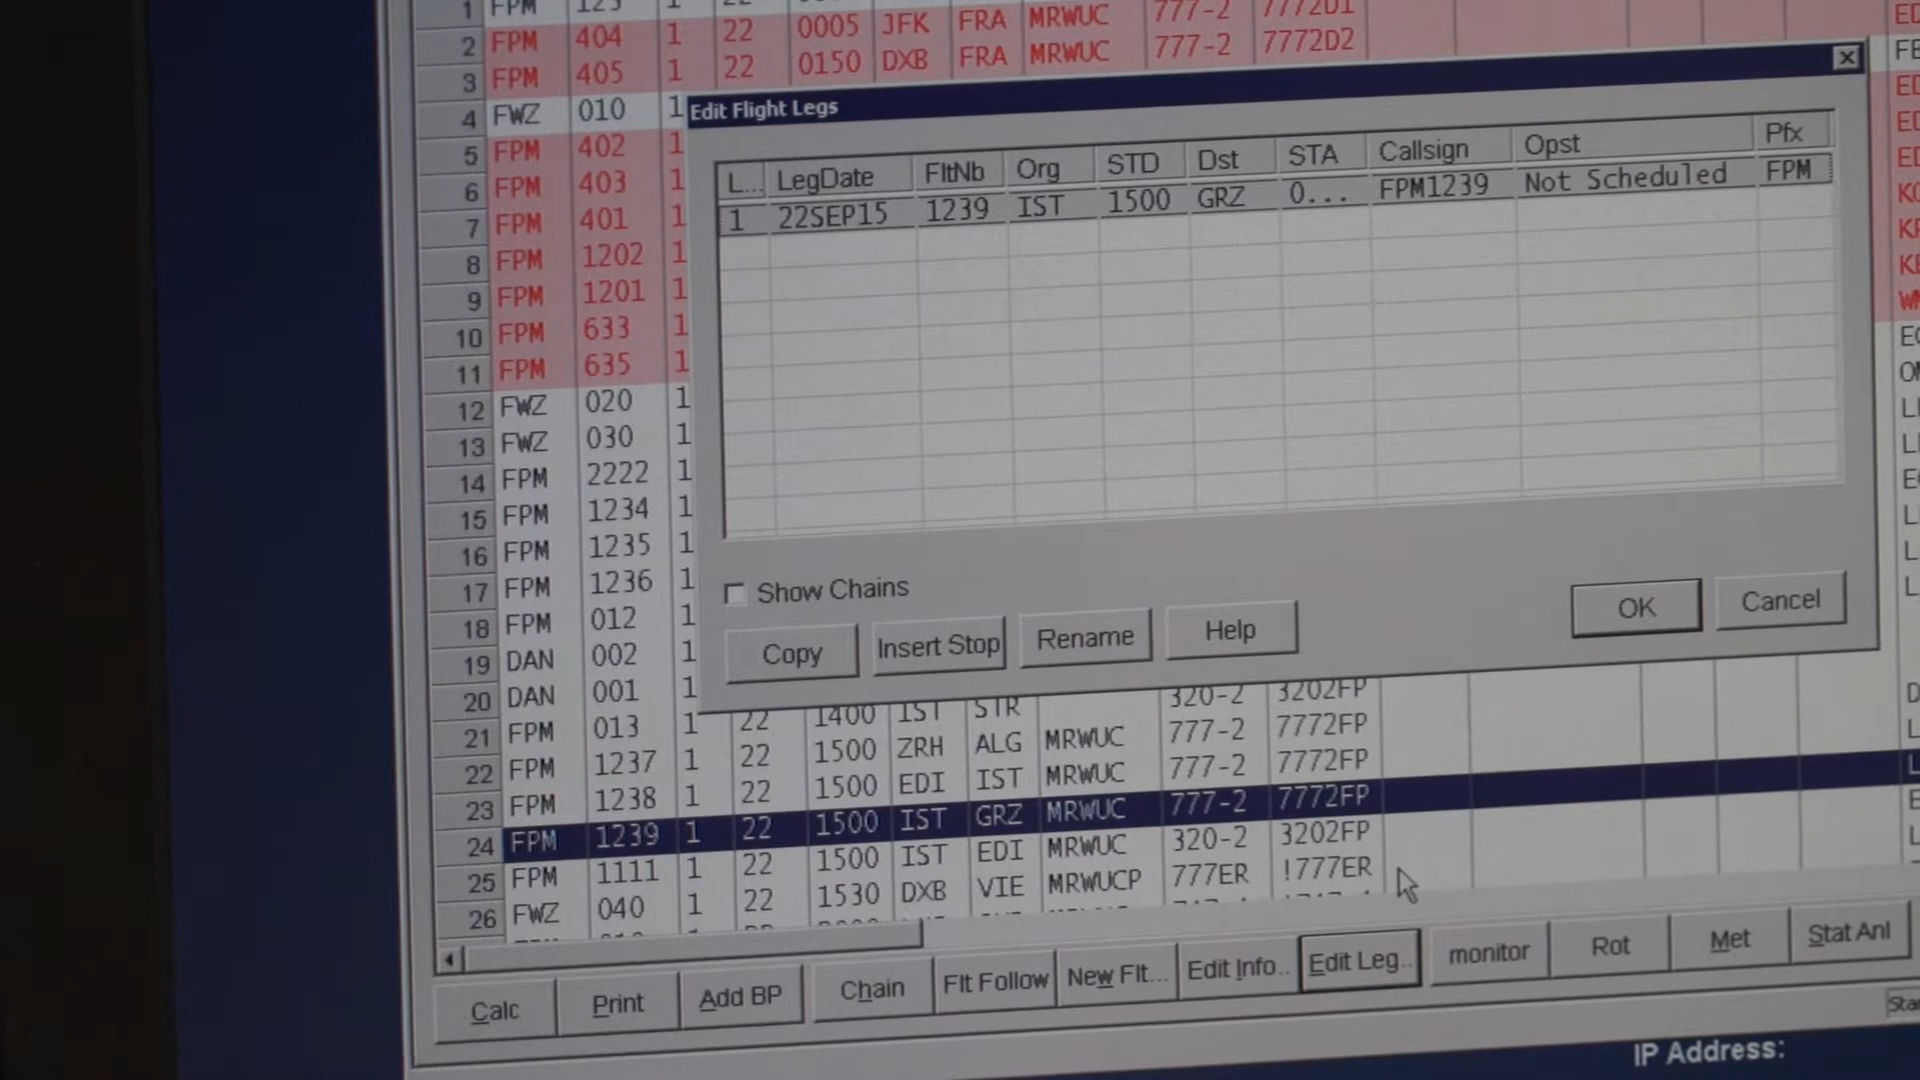 1 FPM 123 1 22
2 FPM 404 1 22 0005 JFK FRA MRWUC 777-2 7772D1
3 FPM 405 1 22 0150 DXB FRA MRWUC 777-2 7772D2
4 FWZ 010 1
5 FPM 402 1
6 FPM 403 1
7 FPM 401 1
8 FPM 1202 1
9 FPM 1201 1
10 FPM 633 1
11 FPM 635 1
12 FWZ 020 1
13 FWZ 030 1
14 FPM 2222 1
15 FPM 1234 1
16 FPM 1235 1
17 FPM 1236 1
18 FPM 012 1
19 DAN 002 1
20 DAN 001 1
21 FPM 013 1 22 1400 IST STR 320-2 3202FP
22 FPM 1237 1 22 1500 ZRH ALG MRWUC 777-2 7772FP
23 FPM 1238 1 22 1500 EDI IST MRWUC 777-2 7772FP
24 FPM 1239 1 22 1500 IST GRZ MRWUC 777-2 7772FP
25 FPM 1111 1 22 1500 IST EDI MRWUC 320-2 3202FP
26 FWZ 040 1 22 1530 DXB VIE MRWUCP 777ER !777ER
Edit Flight Legs
L... LegDate FltNb Org STD Dst STA Callsign Opst Pfx
1 22SEP15 1239 IST 1500 GRZ 0... FPM1239 Not Scheduled FPM
Show Chains
Copy Insert Stop Rename Help OK Cancel
Calc Print Add BP Chain Flt Follow New Flt... Edit Info.. Edit Leg.. monitor Rot Met Stat Anl
IP Address: